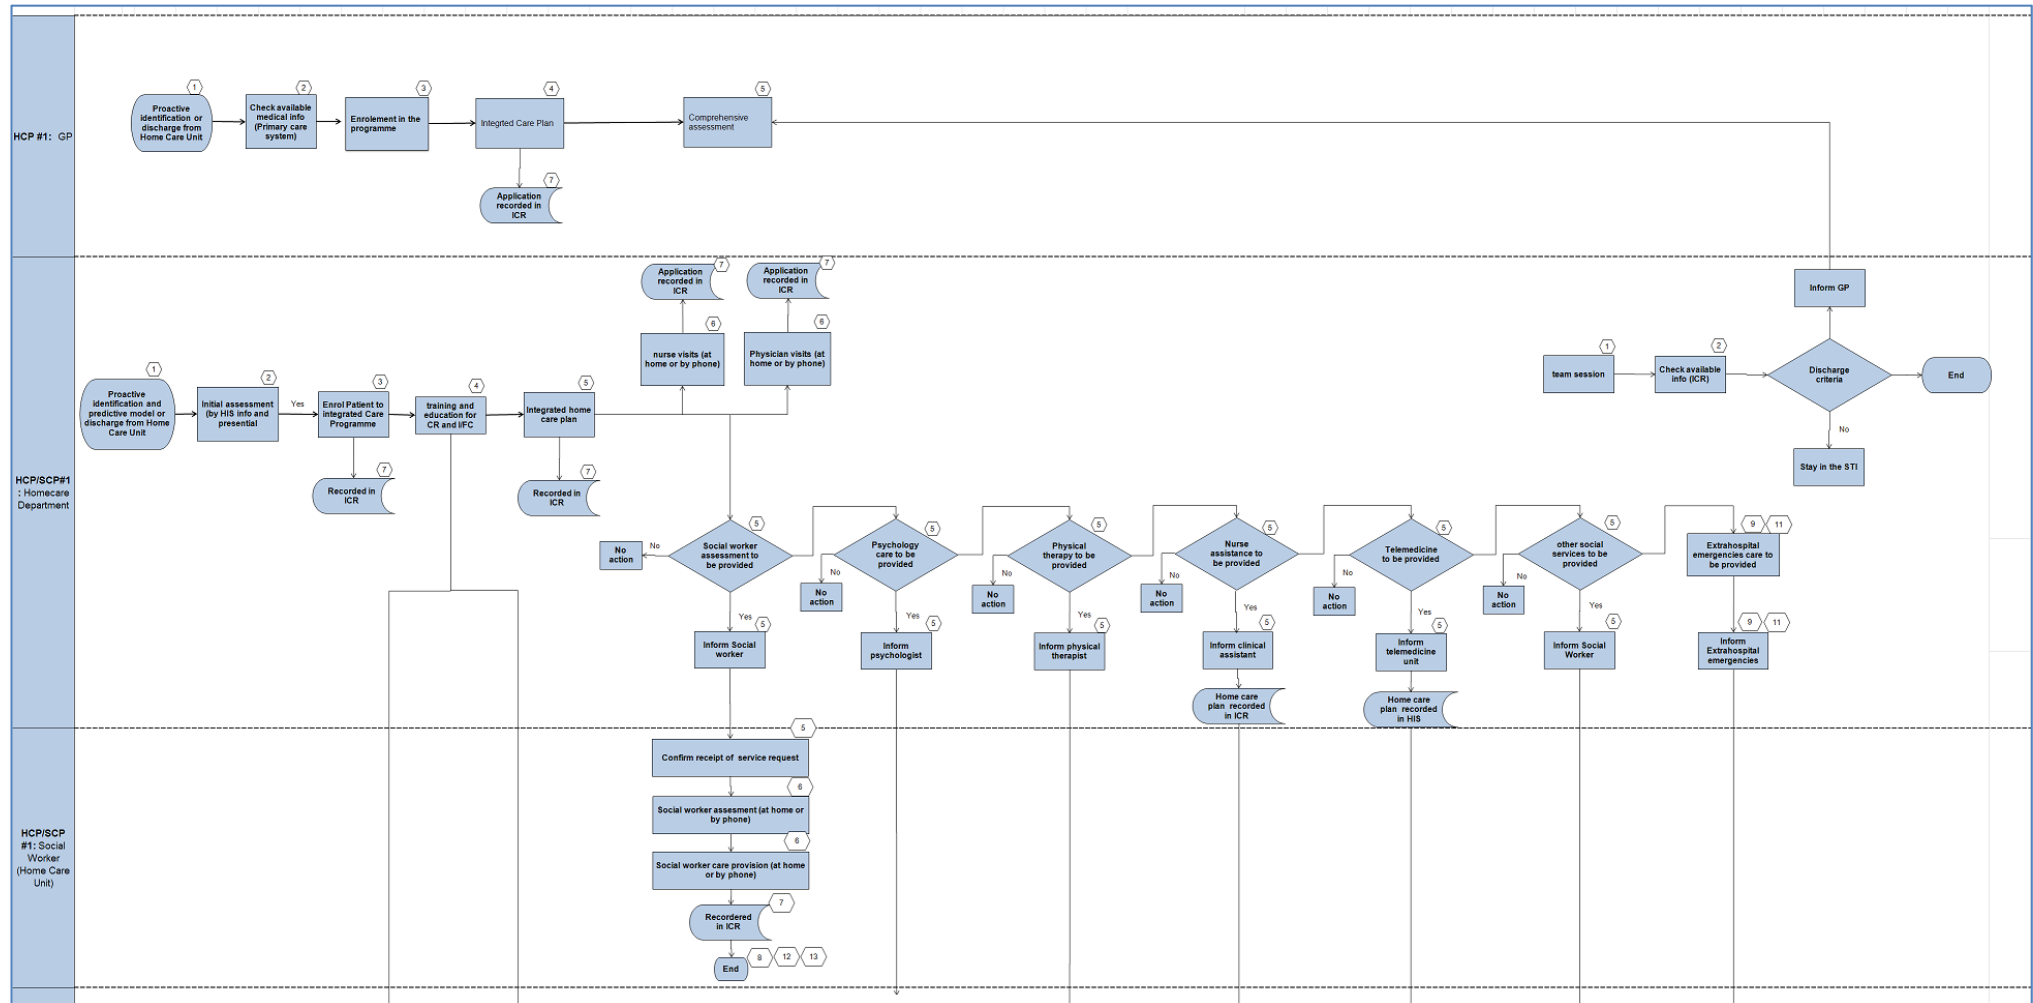 HCP #1: GP
1
Proactive
identification or
discharge from
Home Care Unit
2
Check available
medical info
(Primary care
system)
3
Enrolement in the
programme
4
Integrted Care Plan
5
Comprehensive
assessment
7
Application
recorded in
ICR
HCP/SCP#1
: Homecare
Department
1
Proactive
identification and
predictive model or
discharge from Home
Care Unit
2
Initial assessment
(by HIS info and
presential
Yes
3
Enrol Patient to
integrated Care
Programme
7
Recorded in
ICR
4
training and
education for
CR and I/FC
5
Integrated home
care plan
7
Recorded in
ICR
7
Application
recorded in
ICR
6
nurse visits (at
home or by phone)
7
Application
recorded in
ICR
6
Physician visits (at
home or by phone)
1
team session
2
Check available
info (ICR)
Discharge
criteria
Inform GP
End
No
Stay in the STI
5
Social worker
assessment to
be provided
No
No
action
Yes
5
Inform Social
worker
5
Psychology
care to be
provided
No
No
action
Yes
5
Inform
psychologist
5
Physical
therapy to be
provided
No
No
action
Yes
5
Inform physical
therapist
5
Nurse
assistance to
be provided
No
No
action
Yes
5
Inform clinical
assistant
Home care
plan recorded
in ICR
5
Telemedicine
to be provided
No
No
action
Yes
5
Inform
telemedicine
unit
Home care
plan recorded
in HIS
5
other social
services to be
provided
No
No
action
Yes
5
Inform Social
Worker
9
11
Extrahospital
emergencies care to
be provided
9
11
Inform
Extrahospital
emergencies
HCP/SCP
#1: Social
Worker
(Home Care
Unit)
5
Confirm receipt of service request
6
Social worker assesment (at home or
by phone)
6
Social worker care provision (at home
or by phone)
7
Recordered
in ICR
End
8
12
13